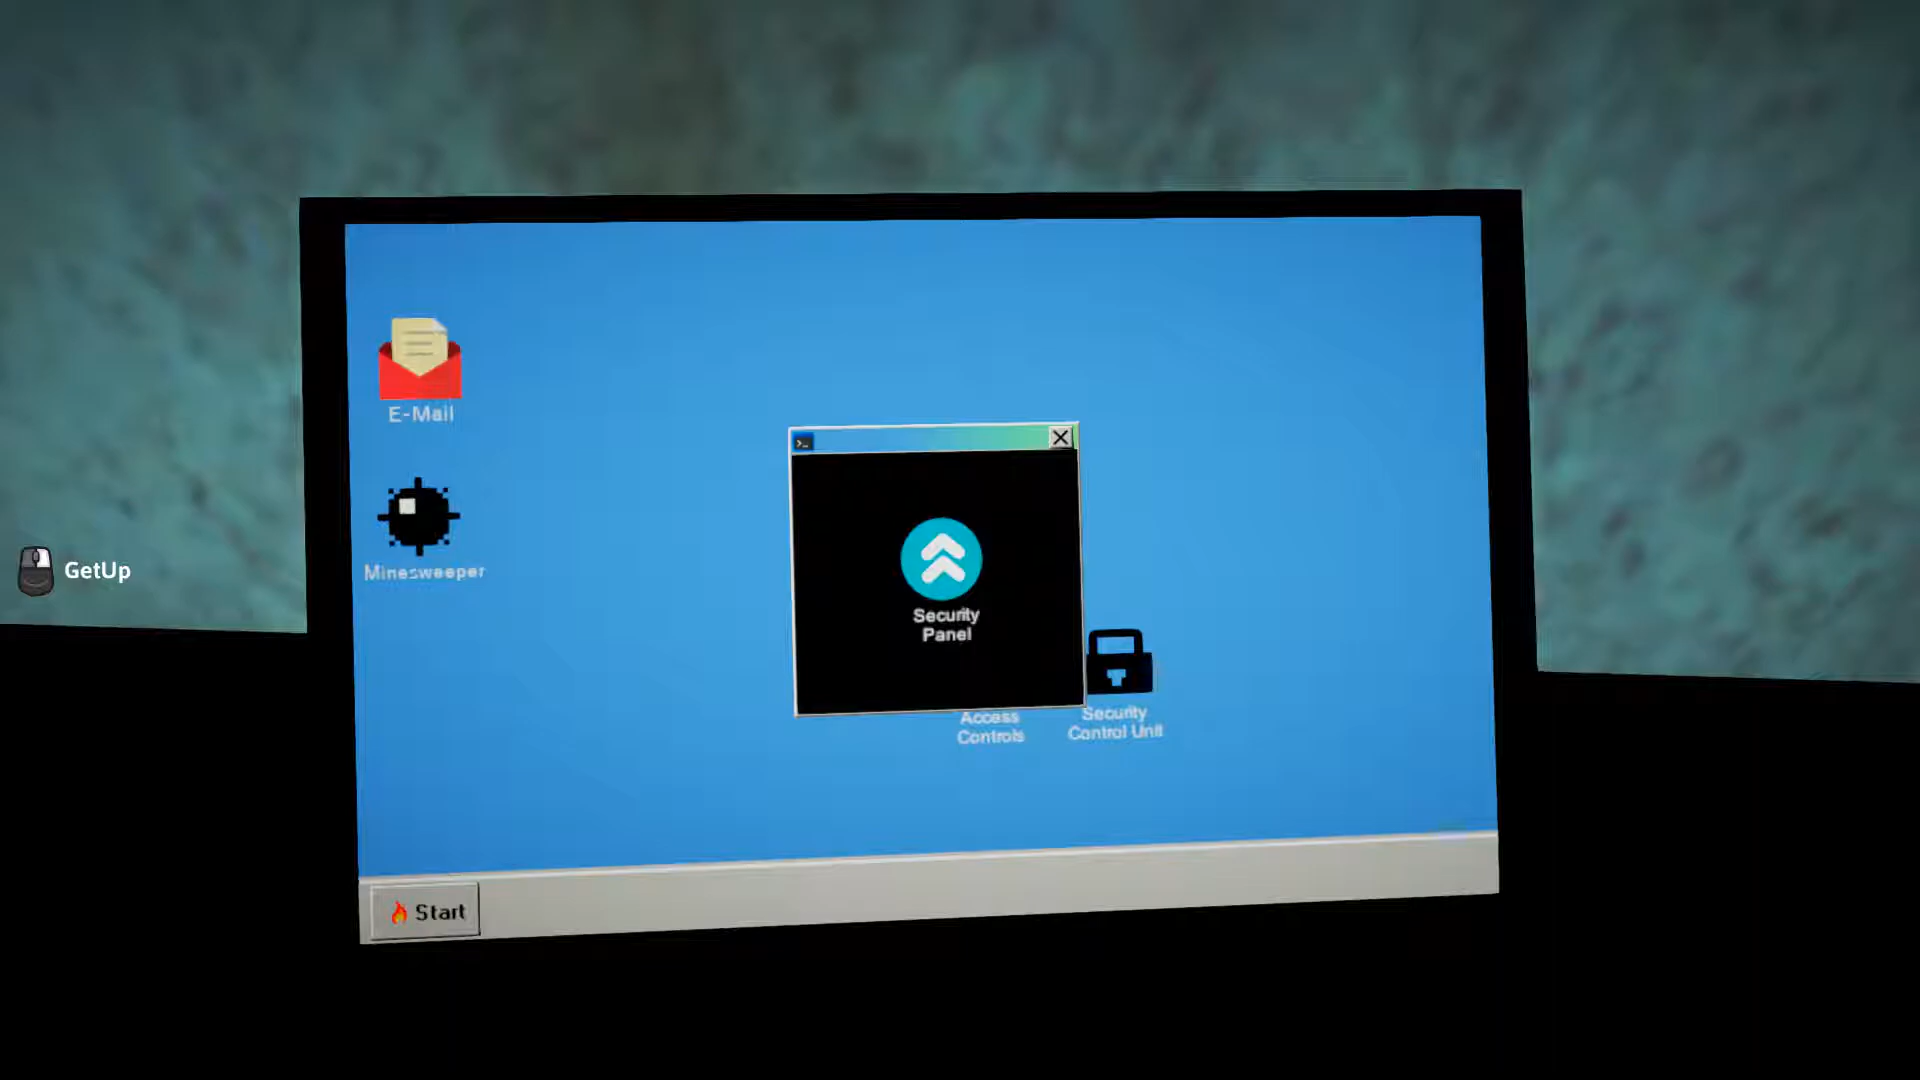 E-Mail
Minesweeper
GetUp
Security
Panel
Access
Controls
Security
Control Unit
Start